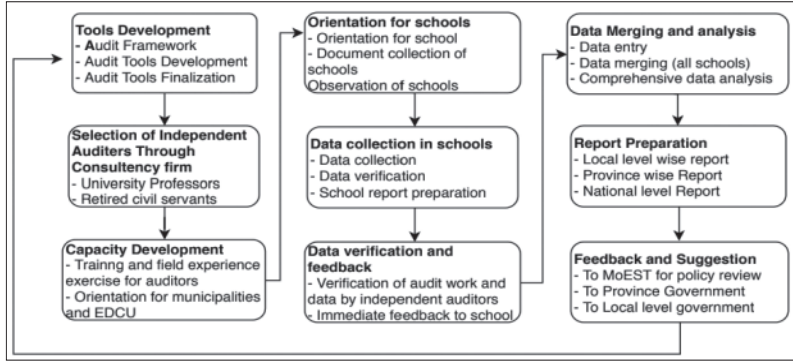 Tools Development
- Audit Framework
- Audit Tools Development
- Audit Tools Finalization
Selection of Independent
Auditers Through
Consultency firm
- University Professors
- Retired civil servants
Capacity Development
- Trainng and field experience
exercise for auditors
- Orientation for municipalities
and EDCU
Orientation for schools
- Orientation for school
- Document collection of
schools
Observation of schools
Data collection in schools
- Data collection
- Data verification
- School report preparation
Data verification and
feedback
- Verification of audit work and
data by independent auditors
- Immediate feedback to school
Data Merging and analysis
- Data entry
- Data merging (all schools)
- Comprehensive data analysis
Report Preparation
- Local level wise report
- Province wise Report
- National level Report
Feedback and Suggestion
- To MoEST for policy review
- To Province Government
- To Local level government